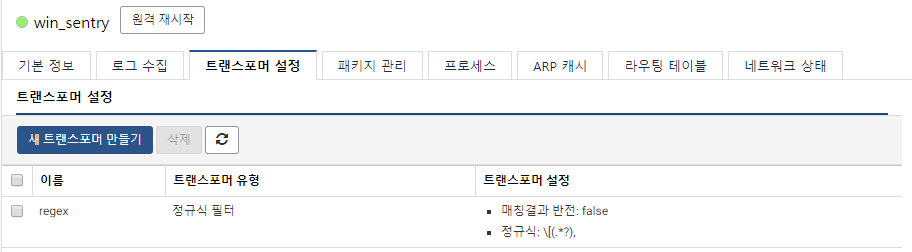 win_sentry 원격 재시작
기본 정보 로그 수집 트랜스포머 설정 패키지 관리 프로세스 ARP 캐시 라우팅 테이블 네트워크 상태
트랜스포머 설정
새 트랜스포머 만들기 삭제
이름 트랜스포머 유형 트랜스포머 설정
regex 정규식 필터 매칭결과 반전: false
정규식: \[(.*?),